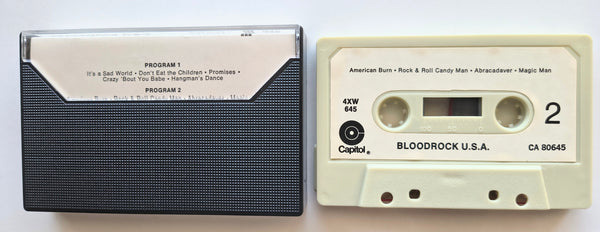 PROGRAM 1
It's a Sad World • Don't Eat the Children • Promises •
Crazy 'Bout You Babe • Hangman's Dance
PROGRAM 2
American Burn • Rock & Roll Candy Man • Abracadaver • Magic Man
4XW
645
2
Capitol ®
BLOODROCK U.S.A.
CA 80645